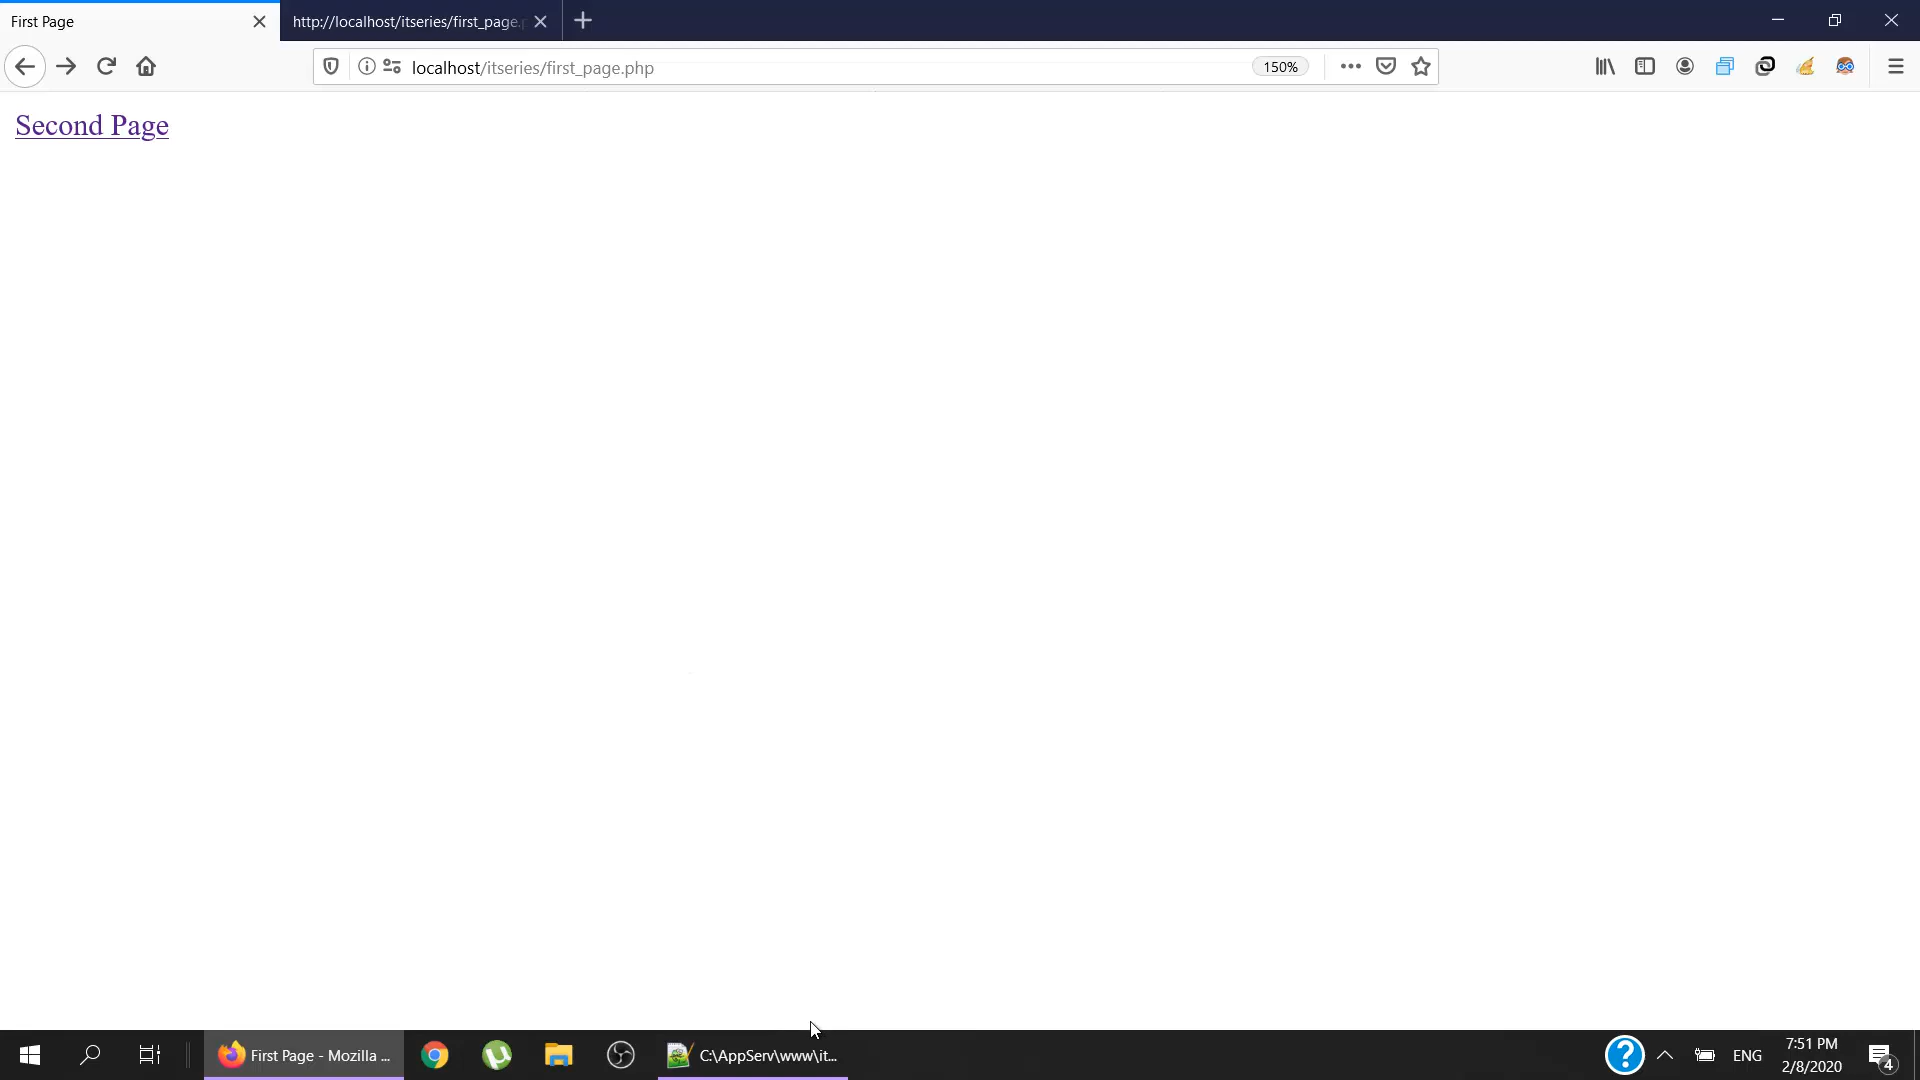 First Page
http://localhost/itseries/first_page.p
localhost/itseries/first_page.php
150%
Second Page
First Page - Mozilla ...
C:\AppServ\www\it...
ENG
7:51 PM
2/8/2020
4